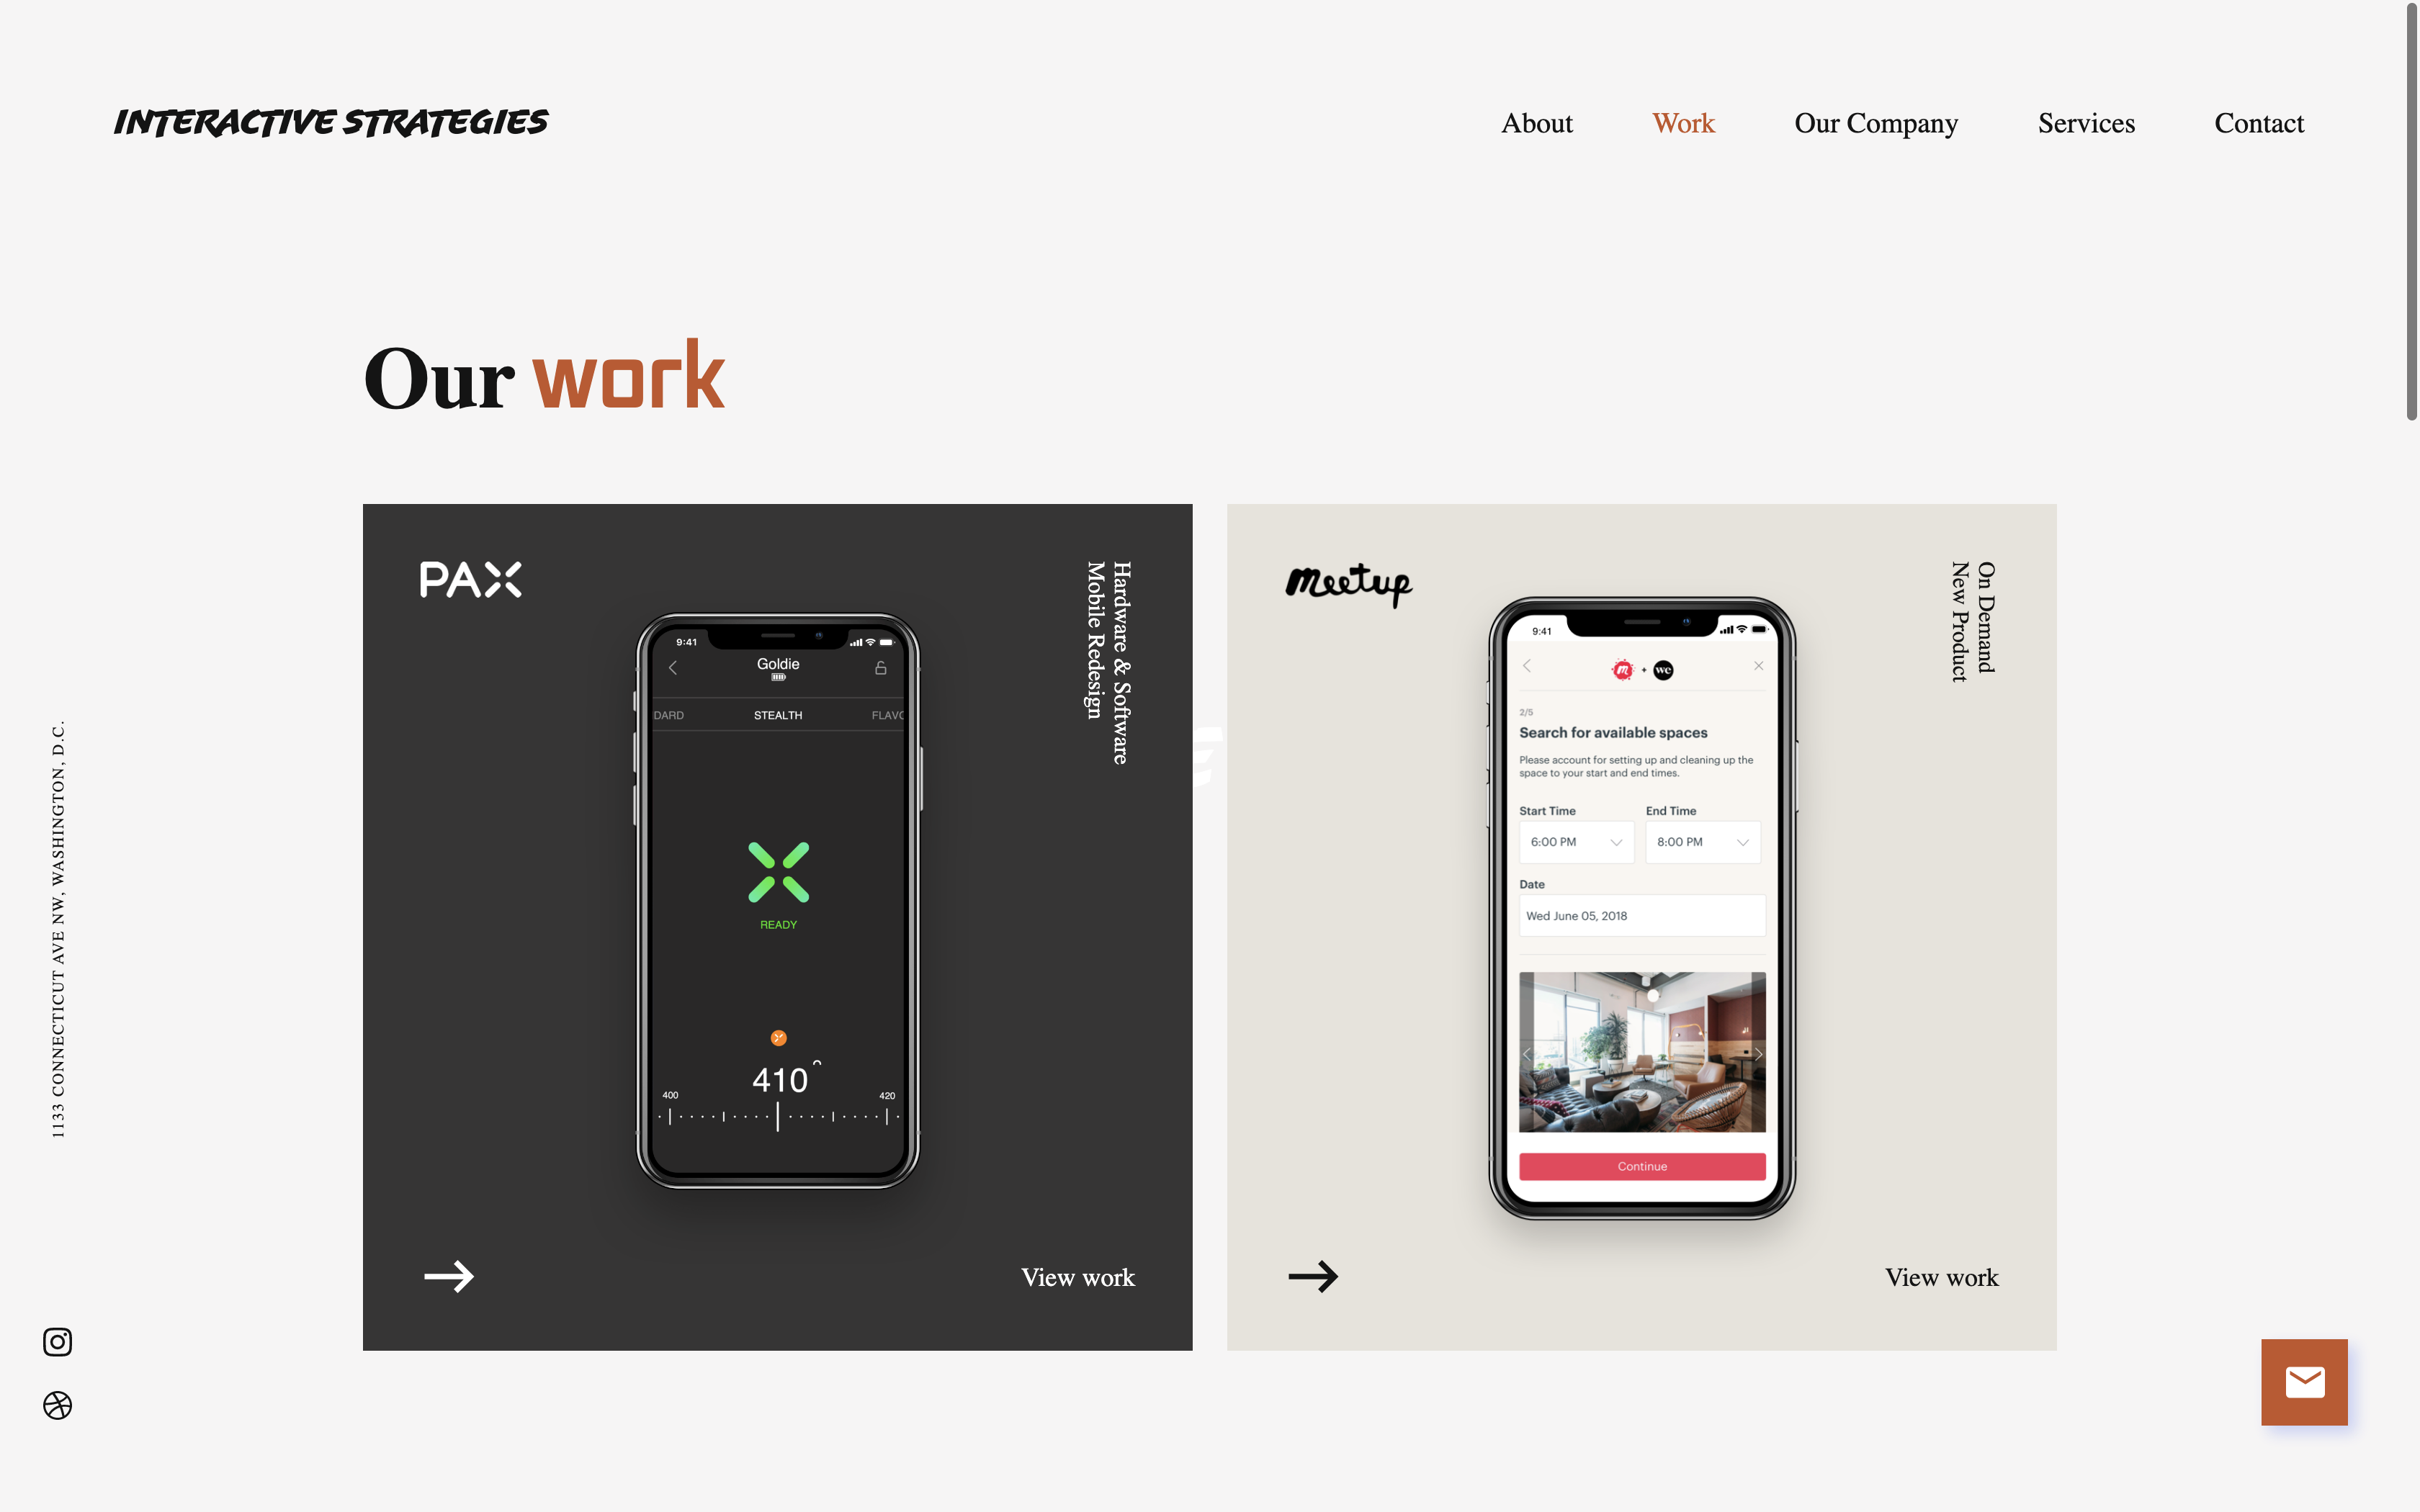 INTERACTIVE STRATEGIES
About
Work
Our Company
Services
Contact
Our work
PAX
Hardware & Software
Mobile Redesign
9:41
Goldie
DARD
STEALTH
FLAVO
READY
410
400
420
View work
meetup
On Demand
New Product
9:41
m + we
2/5
Search for available spaces
Please account for setting up and cleaning up the
space to your start and end times.
Start Time
End Time
6:00 PM
8:00 PM
Date
Wed June 05, 2018
Continue
View work
1133 CONNECTICUT AVE NW, WASHINGTON, D.C.